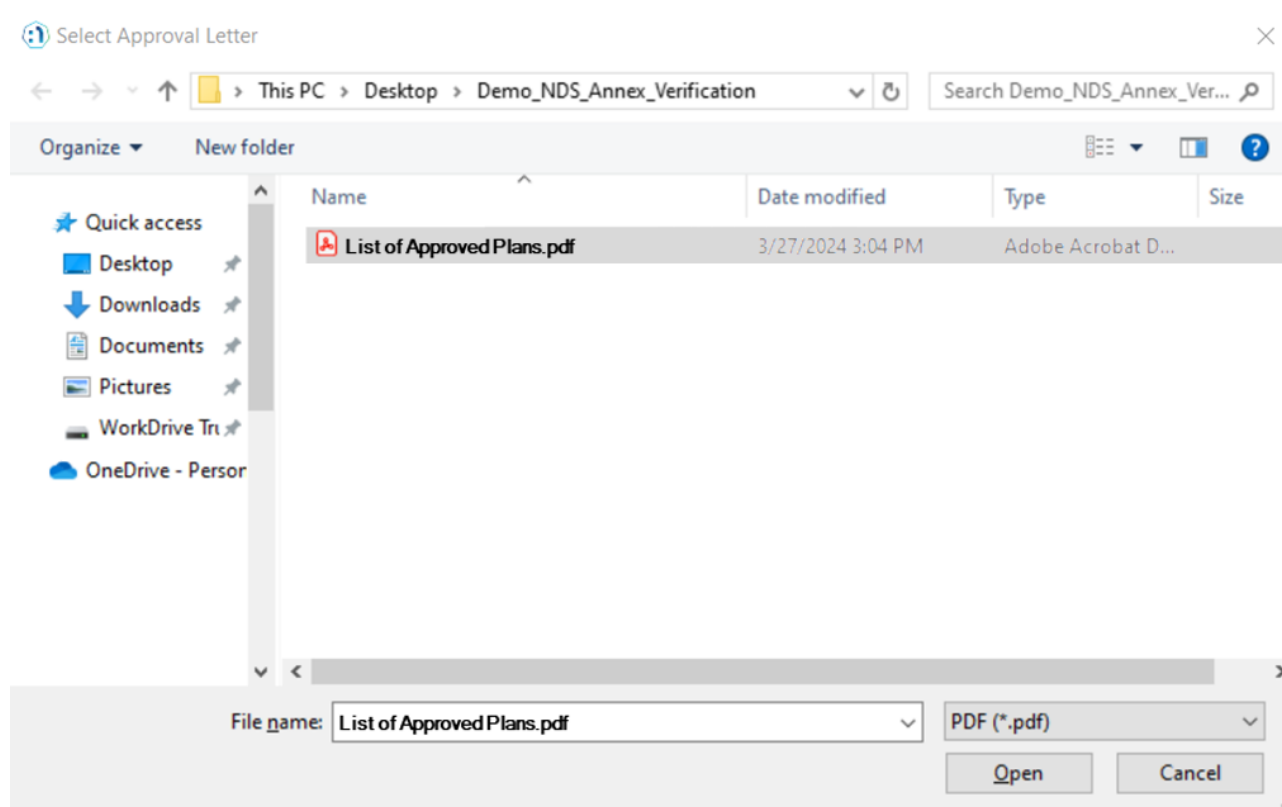 Select Approval Letter
This PC > Desktop > Demo_NDS_Annex_Verification
Search Demo_NDS_Annex_Ver...
Organize New folder
Name Date modified Type Size
Quick access
List of Approved Plans.pdf 3/27/2024 3:04 PM Adobe Acrobat D...
Desktop
Downloads
Documents
Pictures
WorkDrive Tru
OneDrive - Person
File name: List of Approved Plans.pdf PDF (*.pdf)
Open Cancel